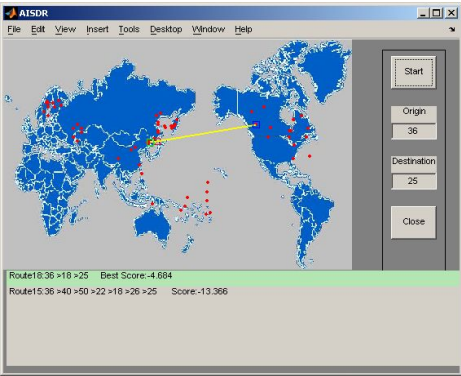 AISDR
File Edit View Insert Tools Desktop Window Help
Start
Origin
36
Destination
25
Close
Route18:36 >18 >25 Best Score:-4.684
Route15:36 >40 >50 >22 >18 >26 >25 Score:-13.366